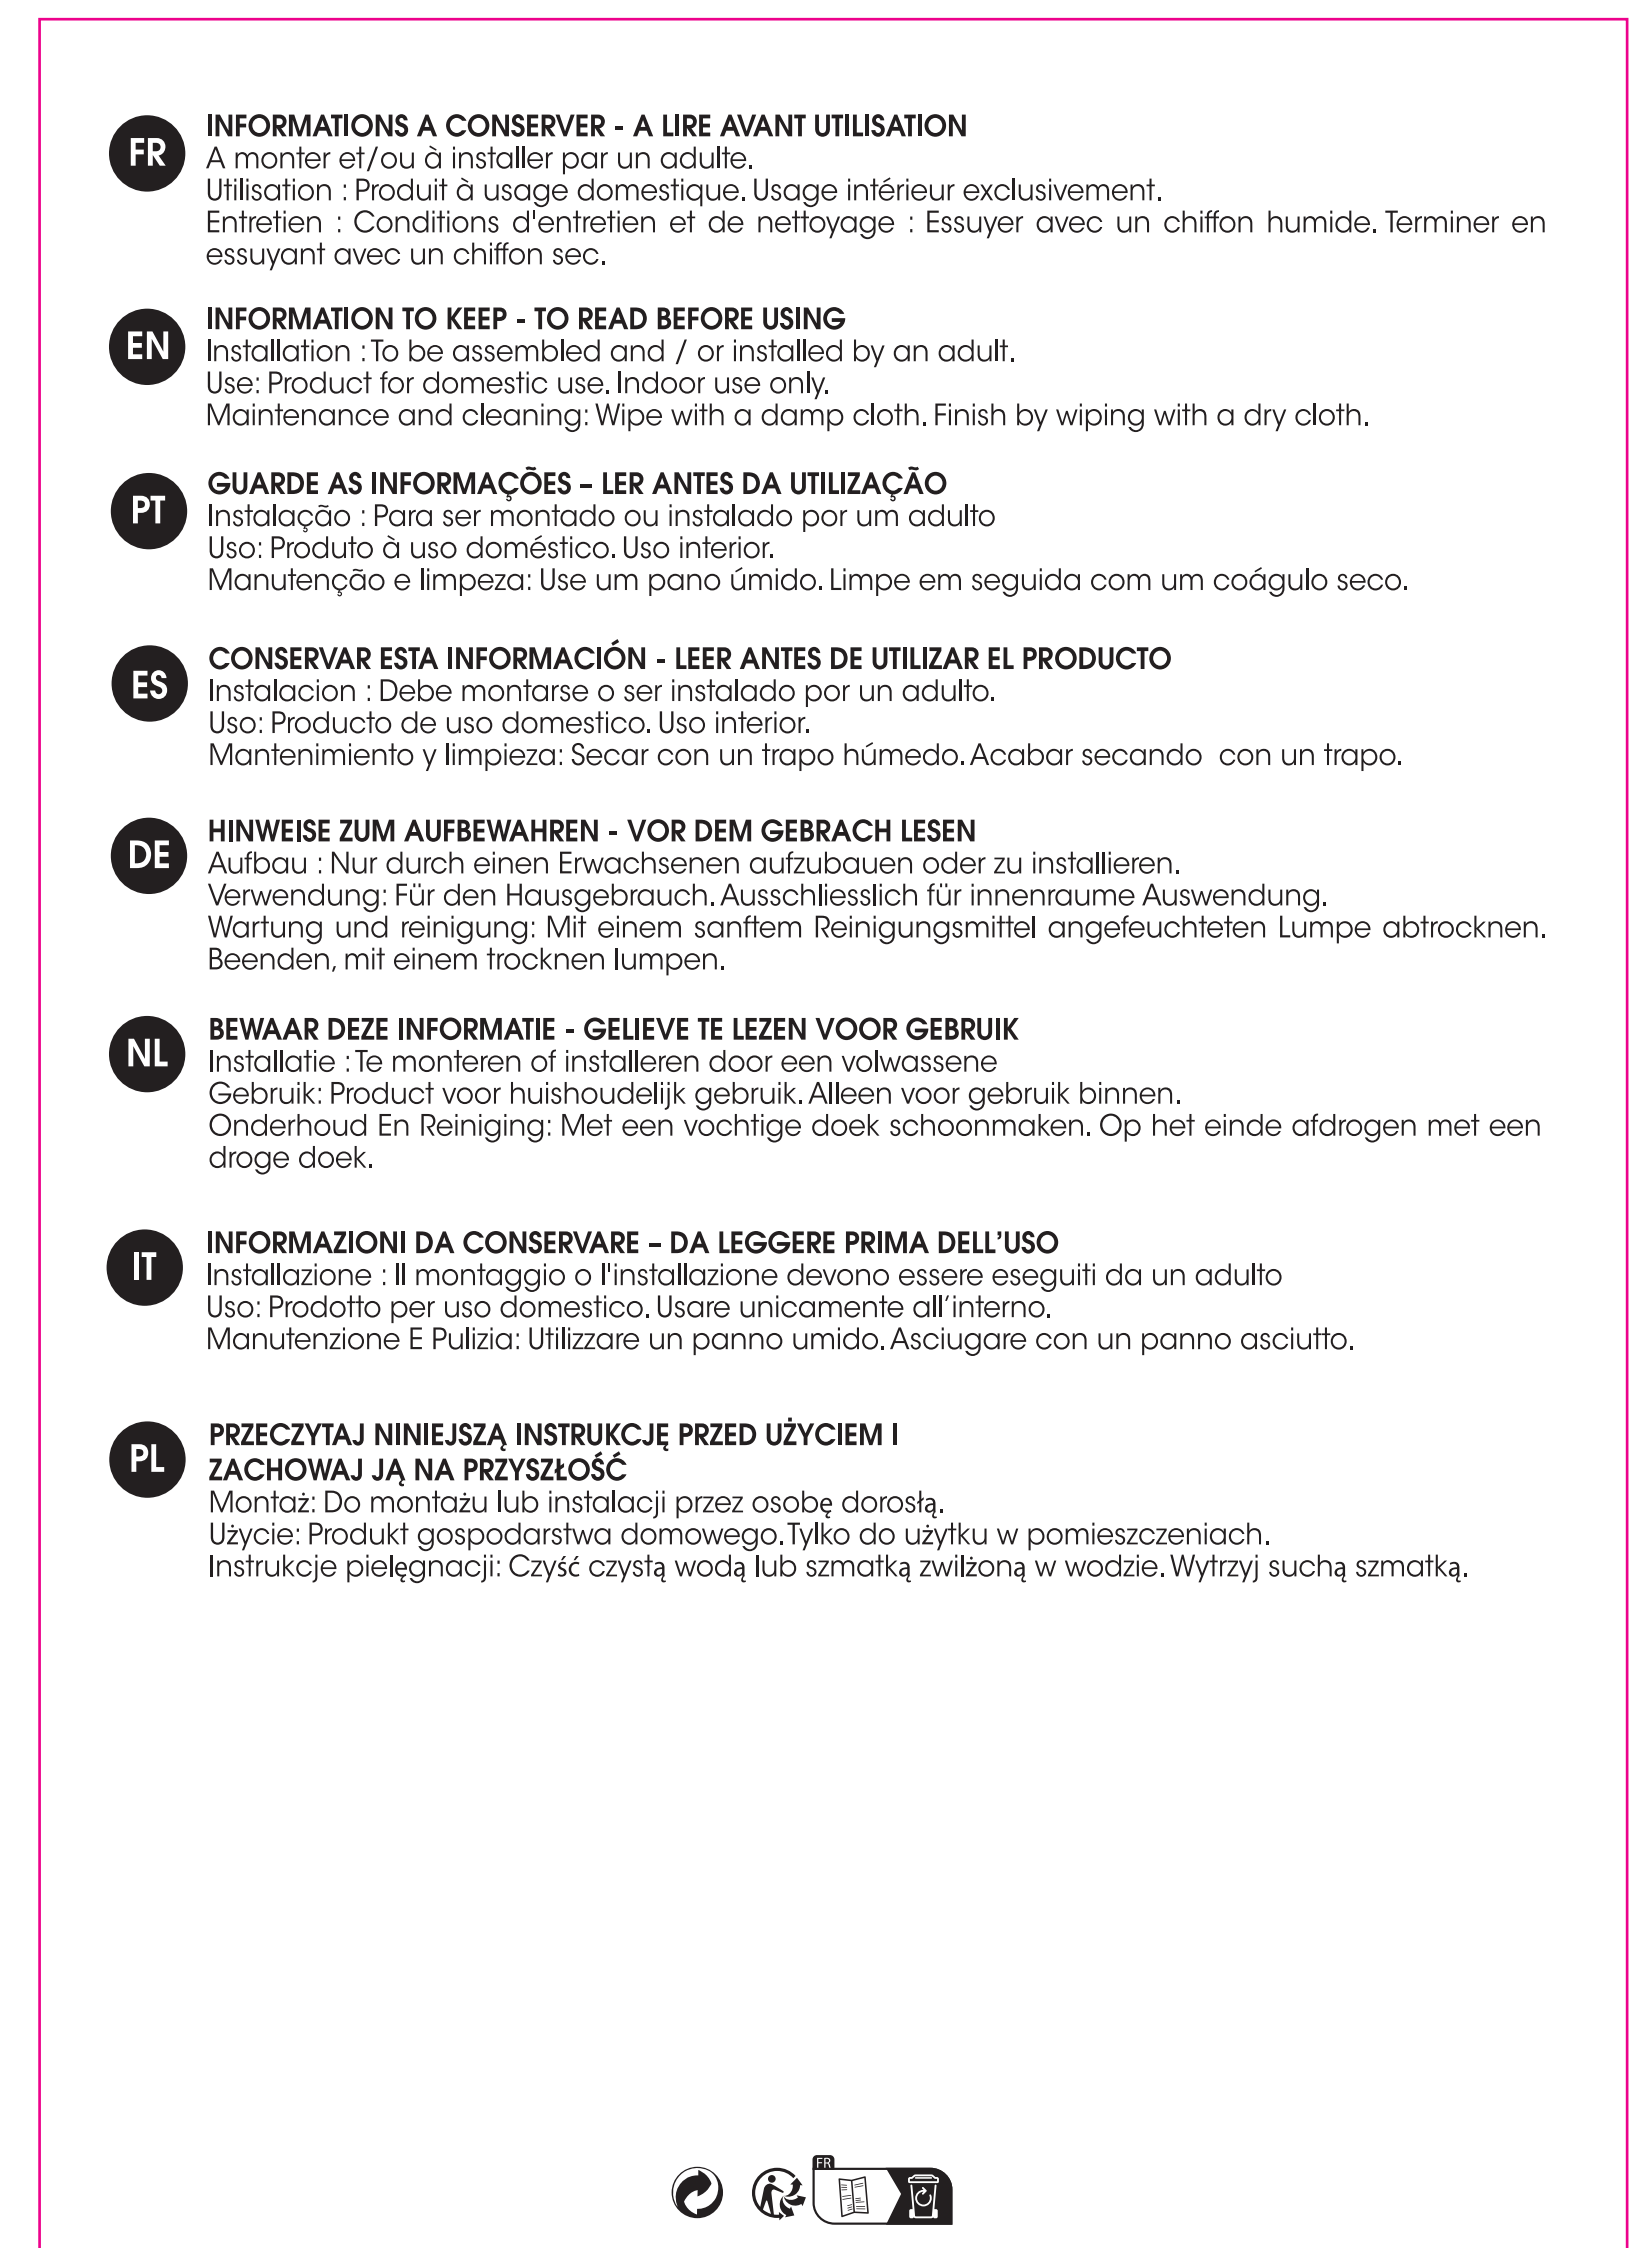 FR
INFORMATIONS A CONSERVER - A LIRE AVANT UTILISATION
A monter et/ou à installer par un adulte.
Utilisation : Produit à usage domestique. Usage intérieur exclusivement.
Entretien : Conditions d'entretien et de nettoyage : Essuyer avec un chiffon humide. Terminer en
essuyant avec un chiffon sec.
EN
INFORMATION TO KEEP - TO READ BEFORE USING
Installation : To be assembled and / or installed by an adult.
Use: Product for domestic use. Indoor use only.
Maintenance and cleaning: Wipe with a damp cloth. Finish by wiping with a dry cloth.
PT
GUARDE AS INFORMAÇÕES – LER ANTES DA UTILIZAÇÃO
Instalação : Para ser montado ou instalado por um adulto
Uso: Produto à uso doméstico. Uso interior.
Manutenção e limpeza: Use um pano úmido. Limpe em seguida com um coágulo seco.
ES
CONSERVAR ESTA INFORMACIÓN - LEER ANTES DE UTILIZAR EL PRODUCTO
Instalacion : Debe montarse o ser instalado por un adulto.
Uso: Producto de uso domestico. Uso interior.
Mantenimiento y limpieza: Secar con un trapo húmedo. Acabar secando  con un trapo.
DE
HINWEISE ZUM AUFBEWAHREN - VOR DEM GEBRACH LESEN
Aufbau : Nur durch einen Erwachsenen aufzubauen oder zu installieren.
Verwendung: Für den Hausgebrauch. Ausschliesslich für innenraume Auswendung.
Wartung und reinigung: Mit einem sanftem Reinigungsmittel angefeuchteten Lumpe abtrocknen.
Beenden, mit einem trocknen lumpen.
NL
BEWAAR DEZE INFORMATIE - GELIEVE TE LEZEN VOOR GEBRUIK
Installatie : Te monteren of installeren door een volwassene
Gebruik: Product voor huishoudelijk gebruik. Alleen voor gebruik binnen.
Onderhoud En Reiniging: Met een vochtige doek schoonmaken. Op het einde afdrogen met een
droge doek.
IT
INFORMAZIONI DA CONSERVARE – DA LEGGERE PRIMA DELL’USO
Installazione : Il montaggio o l'installazione devono essere eseguiti da un adulto
Uso: Prodotto per uso domestico. Usare unicamente all’interno.
Manutenzione E Pulizia: Utilizzare un panno umido. Asciugare con un panno asciutto.
PL
PRZECZYTAJ NINIEJSZĄ INSTRUKCJĘ PRZED UŻYCIEM I
ZACHOWAJ JĄ NA PRZYSZŁOŚĆ
Montaż: Do montażu lub instalacji przez osobę dorosłą.
Użycie: Produkt gospodarstwa domowego. Tylko do użytku w pomieszczeniach.
Instrukcje pielęgnacji: Czyść czystą wodą lub szmatką zwilżoną w wodzie. Wytrzyj suchą szmatką.
FR